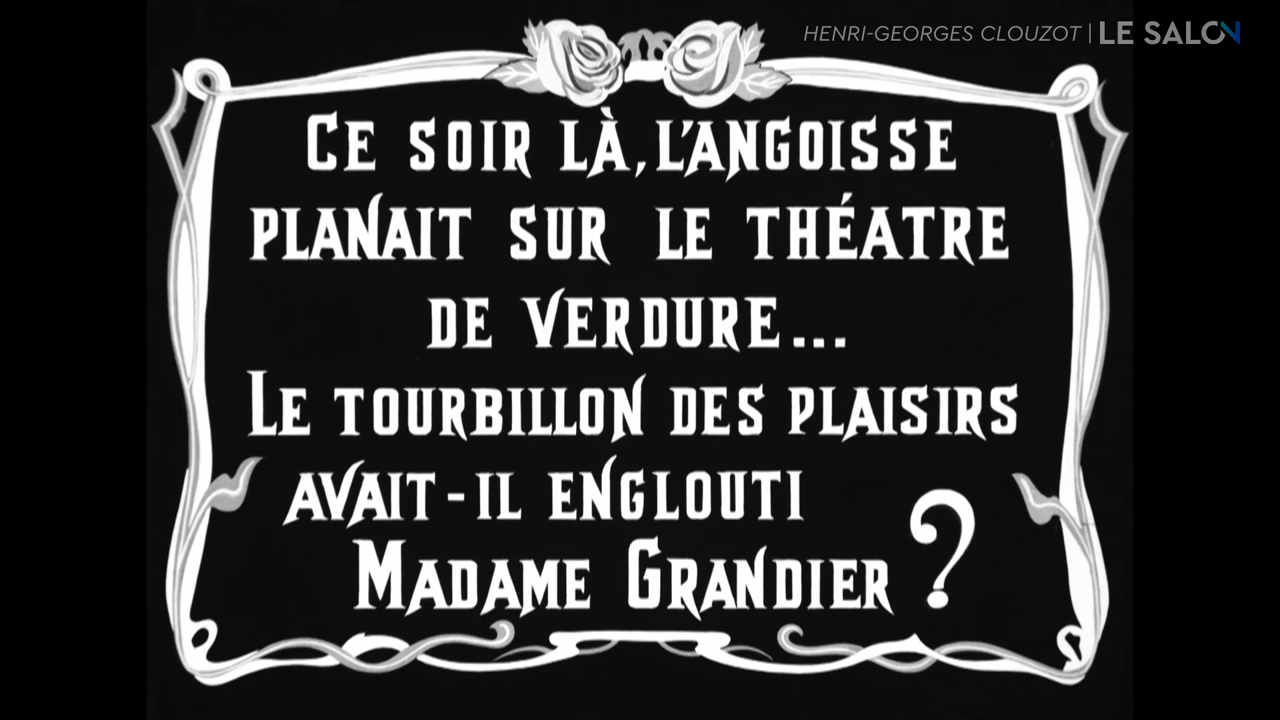 HENRI-GEORGES CLOUZOT | LE SALON
CE SOIR LÀ, L'ANGOISSE
PLANAIT SUR LE THÉATRE
DE VERDURE...
LE TOURBILLON DES PLAISIRS
AVAIT-IL ENGLOUTI
MADAME GRANDIER ?